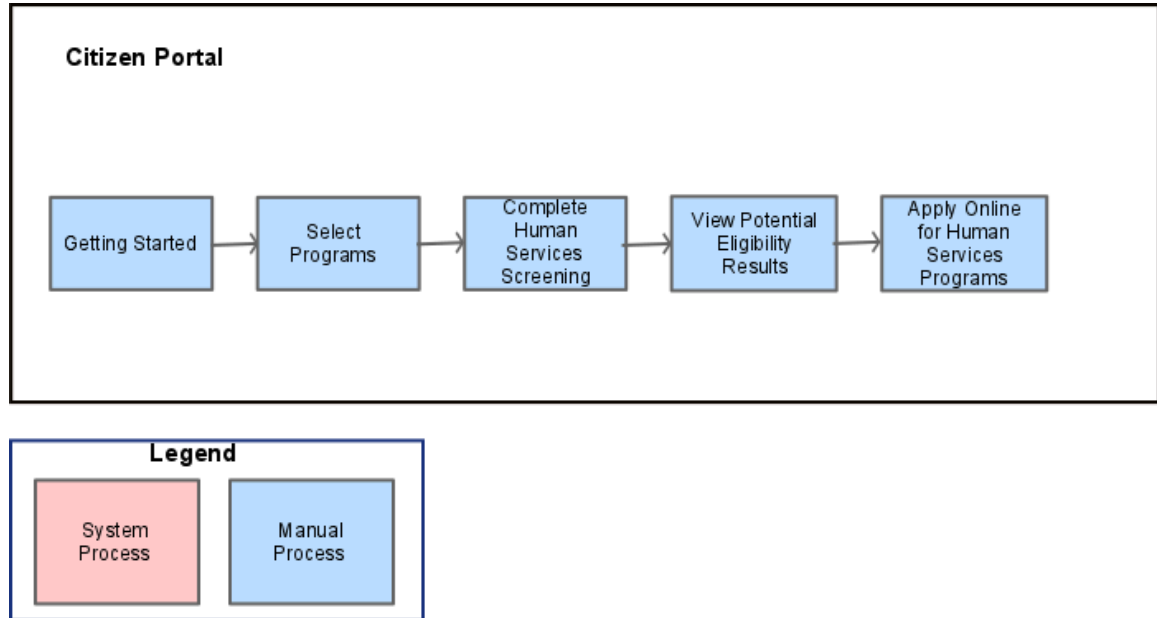 Citizen Portal
Getting Started
Select
Programs
Complete
Human
Services
Screening
View Potential
Eligibility
Results
Apply Online
for Human
Services
Programs
Legend
System
Process
Manual
Process